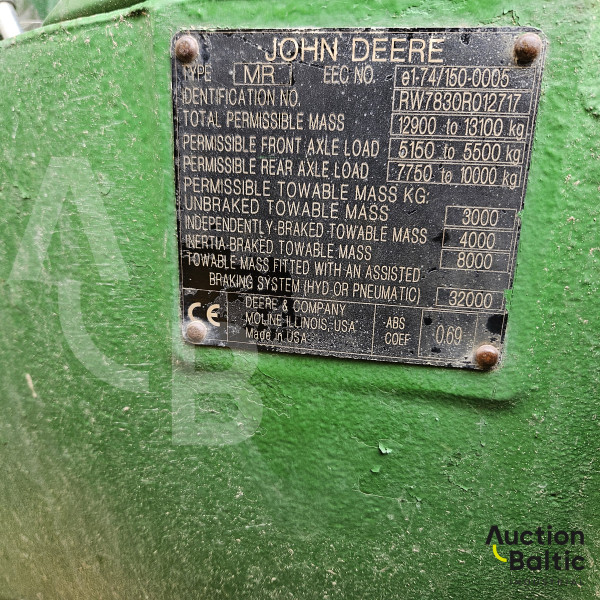 JOHN DEERE
TYPE MR EEC NO. e1-74/150-0005
IDENTIFICATION NO. RW7830R012717
TOTAL PERMISSIBLE MASS 12900 to 13100 kg
PERMISSIBLE FRONT AXLE LOAD 5150 to 5500 kg
PERMISSIBLE REAR AXLE LOAD 7750 to 10000 kg
PERMISSIBLE TOWABLE MASS KG:
UNBRAKED TOWABLE MASS 3000
INDEPENDENTLY-BRAKED TOWABLE MASS 4000
INERTIA-BRAKED TOWABLE MASS 8000
TOWABLE MASS FITTED WITH AN ASSISTED
BRAKING SYSTEM (HYD.OR PNEUMATIC) 32000
CE
DEERE & COMPANY
MOLINE ILLINOIS, USA
Made in USA
ABS
COEF
0.69
ACB
Auction
Baltic